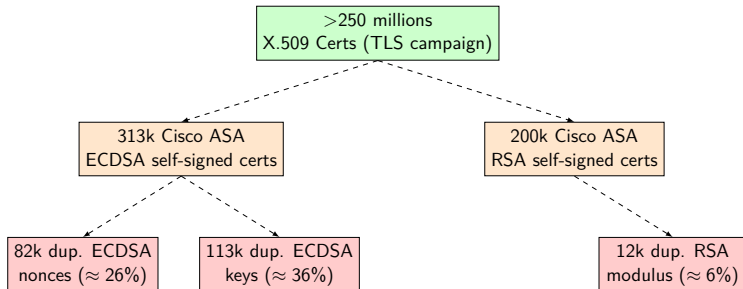 >250 millions
X.509 Certs (TLS campaign)
313k Cisco ASA
ECDSA self-signed certs
200k Cisco ASA
RSA self-signed certs
82k dup. ECDSA
nonces (≈ 26%)
113k dup. ECDSA
keys (≈ 36%)
12k dup. RSA
modulus (≈ 6%)